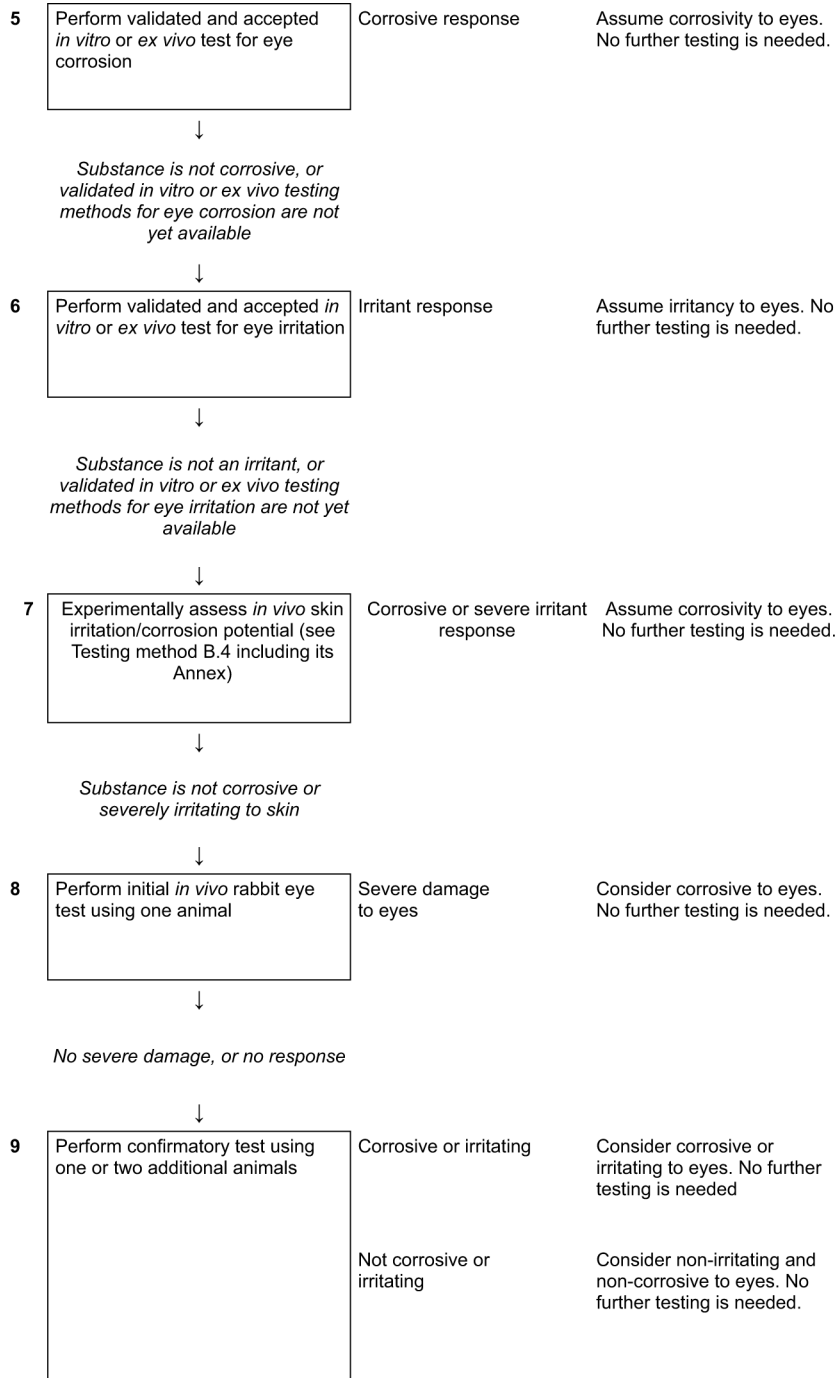 5
Perform validated and accepted
in vitro or ex vivo test for eye
corrosion
Corrosive response
Assume corrosivity to eyes.
No further testing is needed.
↓
Substance is not corrosive, or
validated in vitro or ex vivo testing
methods for eye corrosion are not
yet available
↓
6
Perform validated and accepted in
vitro or ex vivo test for eye irritation
Irritant response
Assume irritancy to eyes. No
further testing is needed.
↓
Substance is not an irritant, or
validated in vitro or ex vivo testing
methods for eye irritation are not yet
available
↓
7
Experimentally assess in vivo skin
irritation/corrosion potential (see
Testing method B.4 including its
Annex)
Corrosive or severe irritant
response
Assume corrosivity to eyes.
No further testing is needed.
↓
Substance is not corrosive or
severely irritating to skin
↓
8
Perform initial in vivo rabbit eye
test using one animal
Severe damage
to eyes
Consider corrosive to eyes.
No further testing is needed.
↓
No severe damage, or no response
↓
9
Perform confirmatory test using
one or two additional animals
Corrosive or irritating
Consider corrosive or
irritating to eyes. No further
testing is needed
Not corrosive or
irritating
Consider non-irritating and
non-corrosive to eyes. No
further testing is needed.